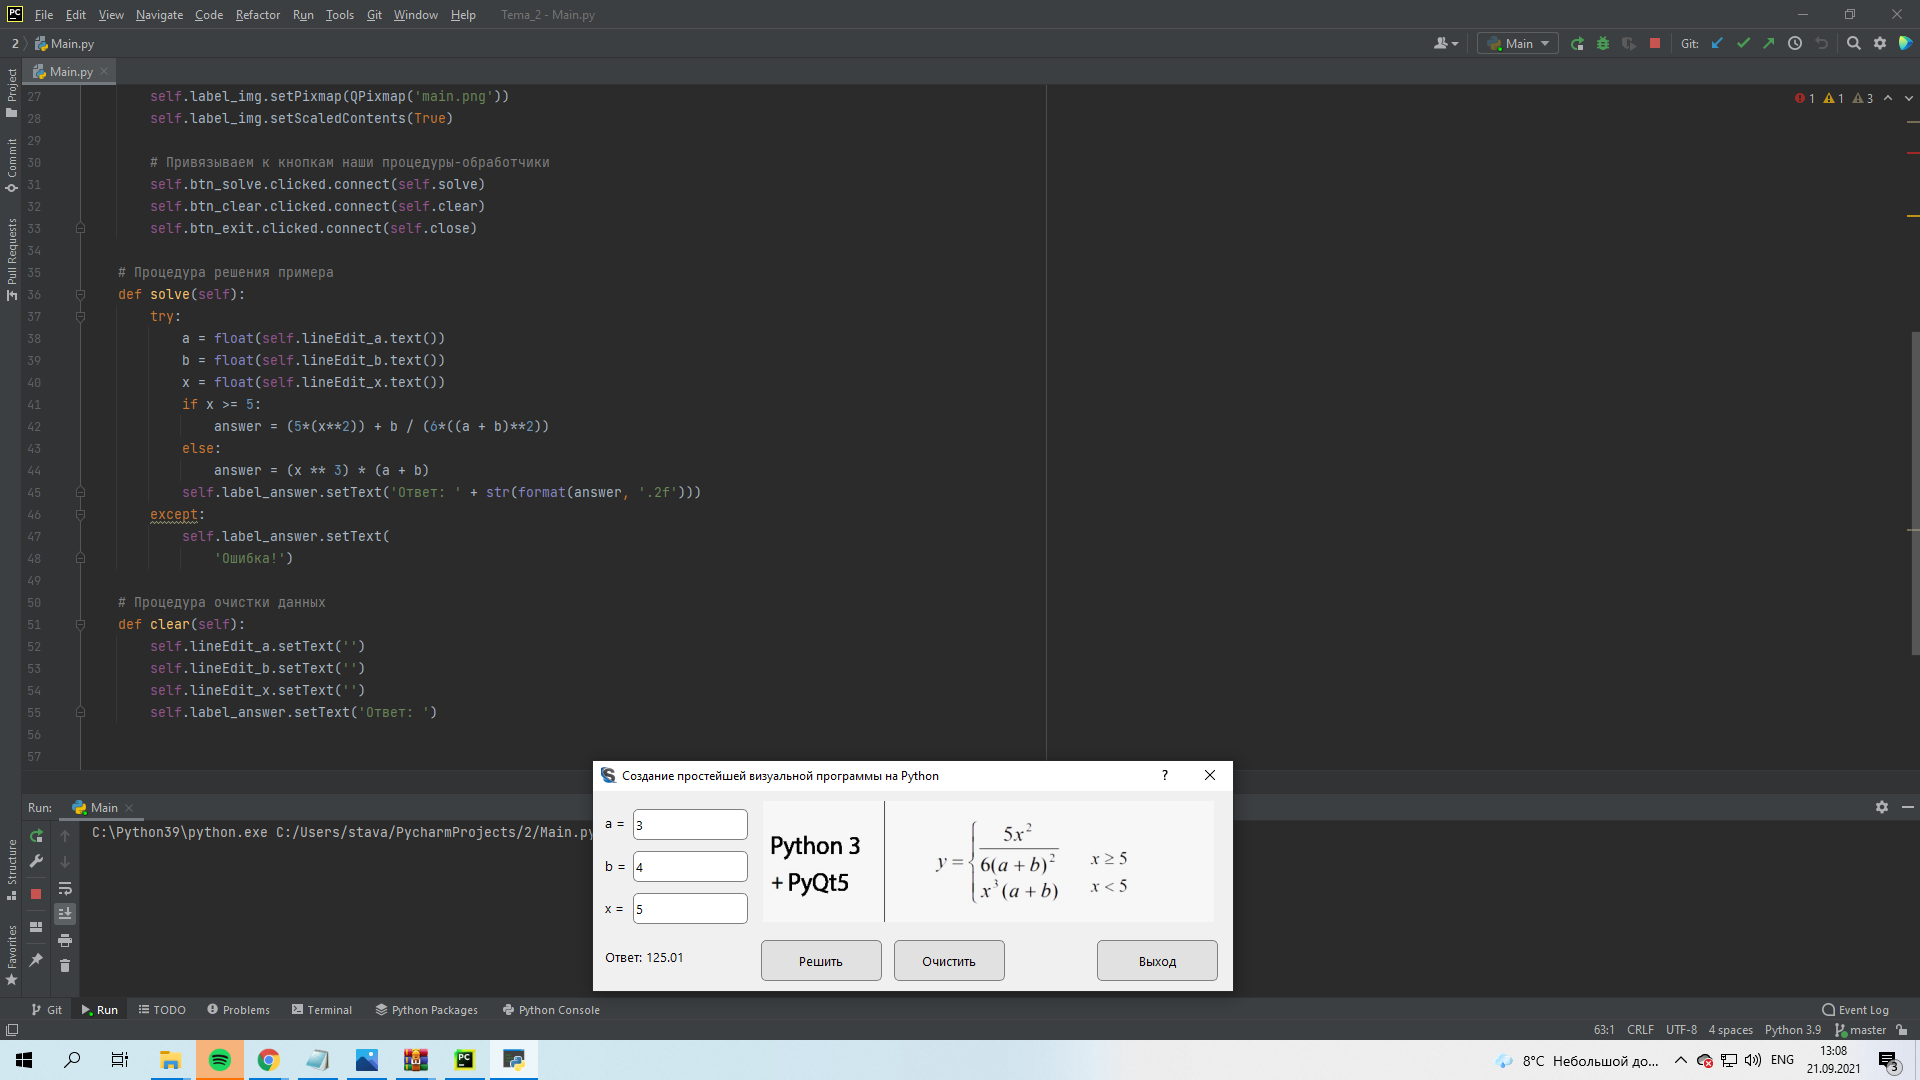 File Edit View Navigate Code Refactor Run Tools Git Window Help Tema_2 - Main.py
2 Main.py Main Git:
Main.py
Project
Commit
Pull Requests
Structure
Favorites
1 1 3
27 self.label_img.setPixmap(QPixmap('main.png'))
28 self.label_img.setScaledContents(True)
29
30 # Привязываем к кнопкам наши процедуры-обработчики
31 self.btn_solve.clicked.connect(self.solve)
32 self.btn_clear.clicked.connect(self.clear)
33 self.btn_exit.clicked.connect(self.close)
34
35 # Процедура решения примера
36 def solve(self):
37 try:
38 a = float(self.lineEdit_a.text())
39 b = float(self.lineEdit_b.text())
40 x = float(self.lineEdit_x.text())
41 if x >= 5:
42 answer = (5*(x**2)) + b / (6*((a + b)**2))
43 else:
44 answer = (x ** 3) * (a + b)
45 self.label_answer.setText('Ответ: ' + str(format(answer, '.2f')))
46 except:
47 self.label_answer.setText(
48 'Ошибка!')
49
50 # Процедура очистки данных
51 def clear(self):
52 self.lineEdit_a.setText('')
53 self.lineEdit_b.setText('')
54 self.lineEdit_x.setText('')
55 self.label_answer.setText('Ответ: ')
56
57
Run: Main
C:\Python39\python.exe C:/Users/stava/PycharmProjects/2/Main.py
Создание простейшей визуальной программы на Python ?
a = 3
b = 4
x = 5
Python 3
+ PyQt5
y = { 5x² / 6(a + b)² x ≥ 5
x³(a + b) x < 5
Ответ: 125.01 Решить Очистить Выход
Git Run TODO Problems Terminal Python Packages Python Console Event Log
63:1 CRLF UTF-8 4 spaces Python 3.9 master
8°C Небольшой до... ENG 13:08
21.09.2021 3